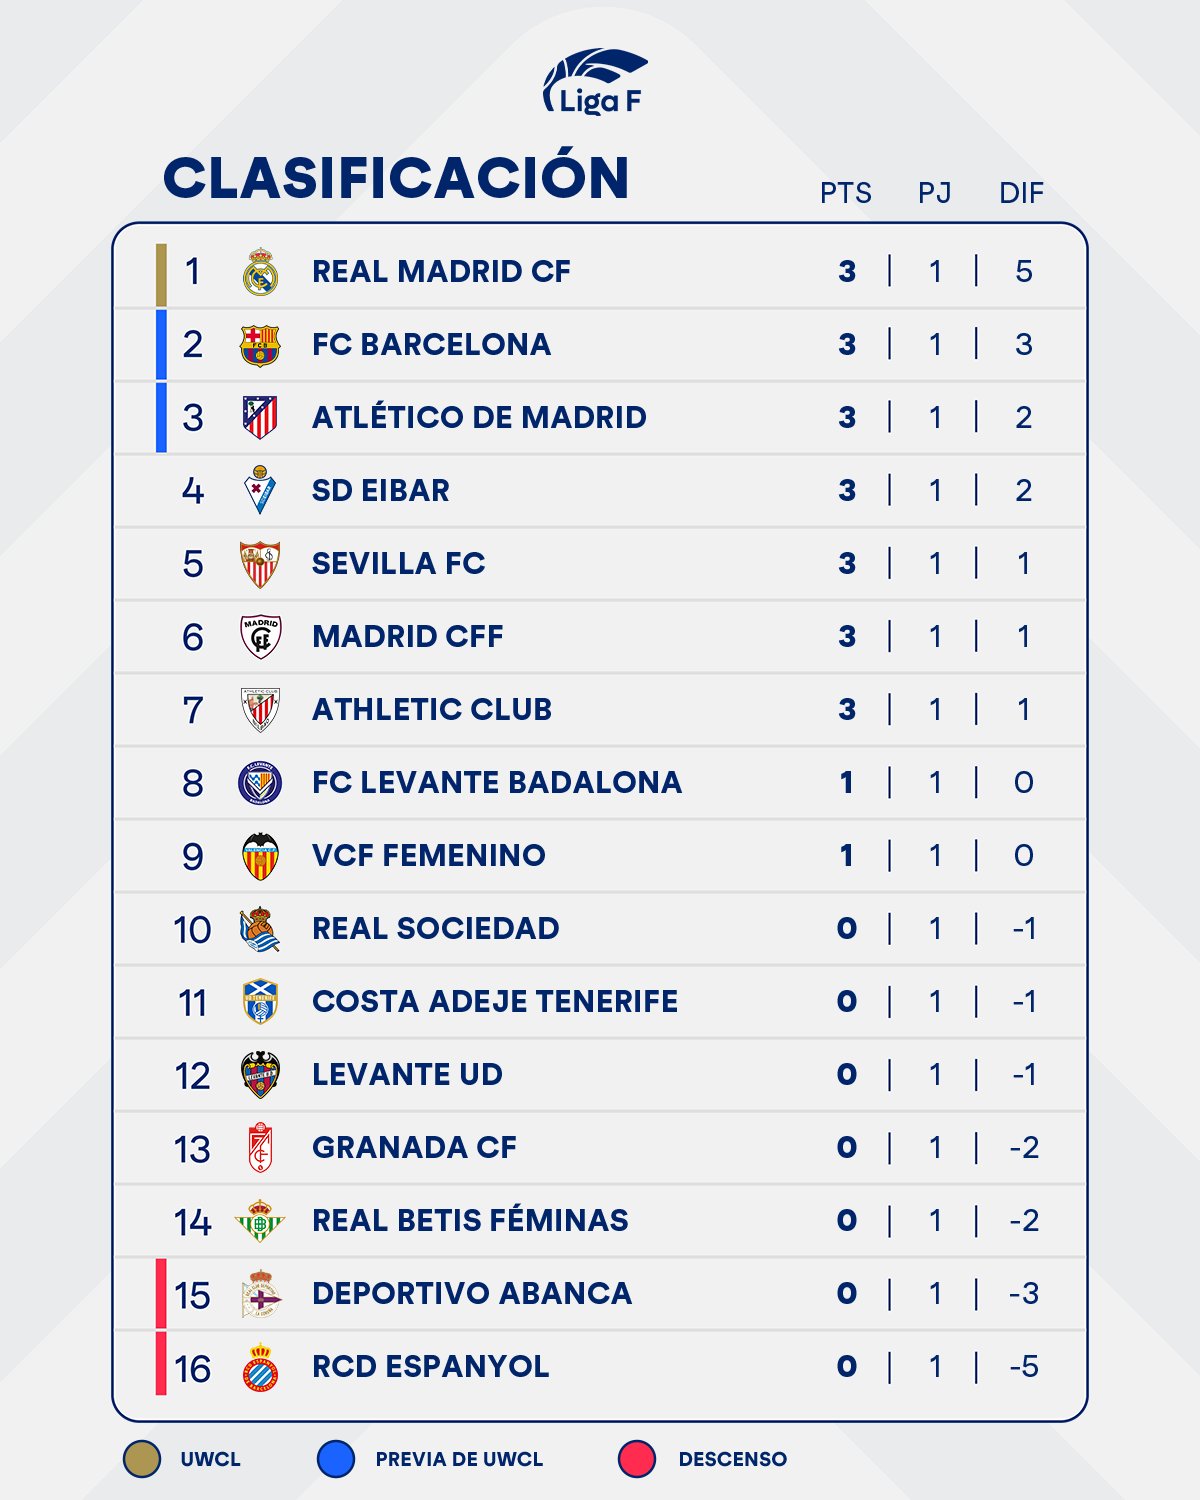 Liga F
CLASIFICACIÓN
PTS PJ DIF
1 REAL MADRID CF 3 | 1 | 5
2 FC BARCELONA 3 | 1 | 3
3 ATLÉTICO DE MADRID 3 | 1 | 2
4 SD EIBAR 3 | 1 | 2
5 SEVILLA FC 3 | 1 | 1
6 MADRID CFF 3 | 1 | 1
7 ATHLETIC CLUB 3 | 1 | 1
8 FC LEVANTE BADALONA 1 | 1 | 0
9 VCF FEMENINO 1 | 1 | 0
10 REAL SOCIEDAD 0 | 1 | -1
11 COSTA ADEJE TENERIFE 0 | 1 | -1
12 LEVANTE UD 0 | 1 | -1
13 GRANADA CF 0 | 1 | -2
14 REAL BETIS FÉMINAS 0 | 1 | -2
15 DEPORTIVO ABANCA 0 | 1 | -3
16 RCD ESPANYOL 0 | 1 | -5
UWCL PREVIA DE UWCL DESCENSO